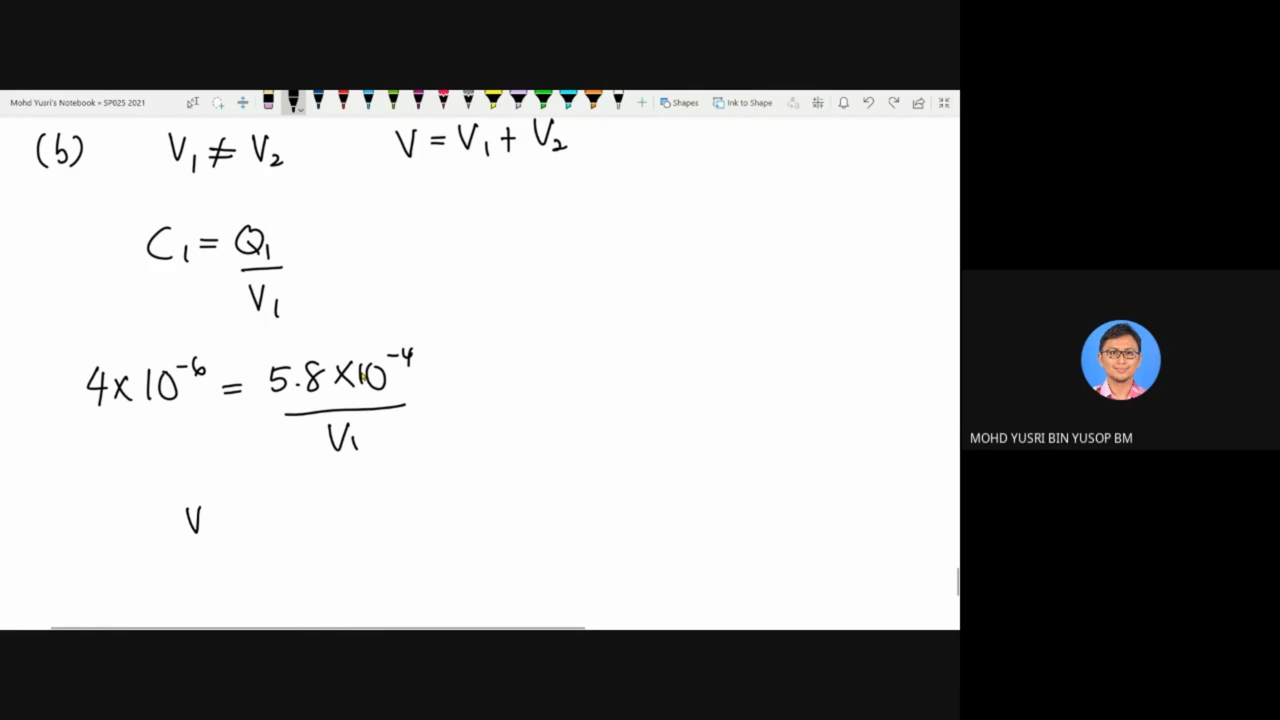 Mohd Yusri's Notebook » SP025 2021
Shapes
Ink to Shape
(b) V₁ ≠ V₂ V = V₁ + V₂
C₁ = Q₁
V₁
4 × 10⁻⁶ = 5.8 × 10⁻⁴
V₁
V
MOHD YUSRI BIN YUSOP BM